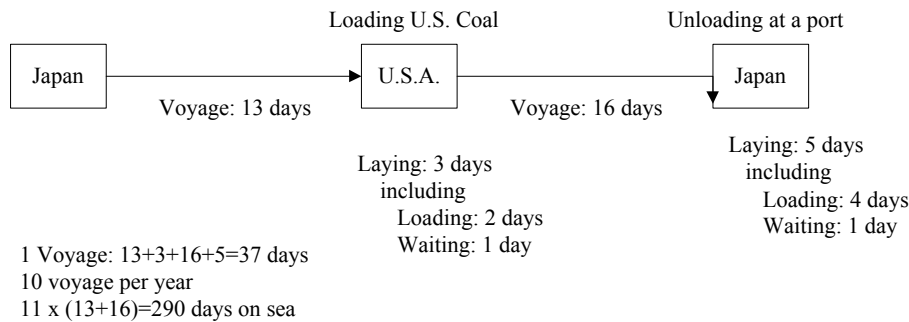 Loading U.S. Coal
Unloading at a port
Japan
U.S.A.
Japan
Voyage: 13 days
Voyage: 16 days
Laying: 3 days
including
Loading: 2 days
Waiting: 1 day
Laying: 5 days
including
Loading: 4 days
Waiting: 1 day
1 Voyage: 13+3+16+5=37 days
10 voyage per year
11 x (13+16)=290 days on sea